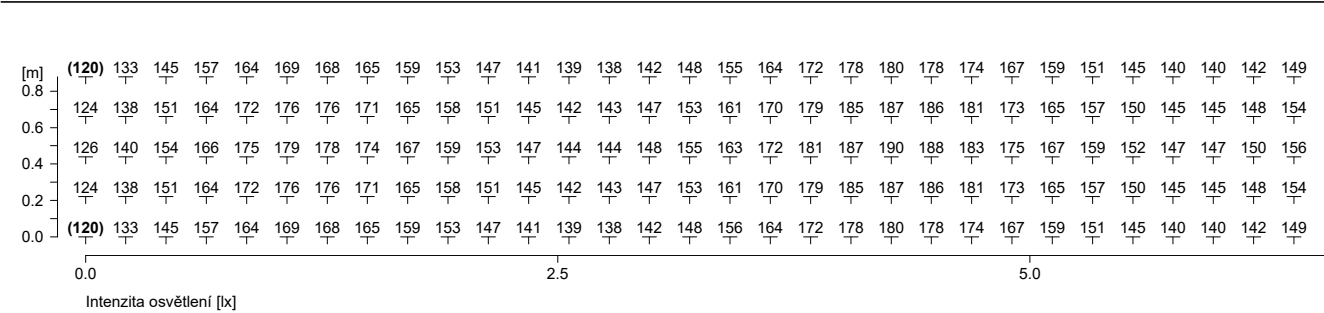 [m] (120) 133 145 157 164 169 168 165 159 153 147 141 139 138 142 148 155 164 172 178 180 178 174 167 159 151 145 140 140 142 149
0.8
124 138 151 164 172 176 176 171 165 158 151 145 142 143 147 153 161 170 179 185 187 186 181 173 165 157 150 145 145 148 154
0.6
126 140 154 166 175 179 178 174 167 159 153 147 144 144 148 155 163 172 181 187 190 188 183 175 167 159 152 147 147 150 156
0.4
124 138 151 164 172 176 176 171 165 158 151 145 142 143 147 153 161 170 179 185 187 186 181 173 165 157 150 145 145 148 154
0.2
0.0 (120) 133 145 157 164 169 168 165 159 153 147 141 139 138 142 148 156 164 172 178 180 178 174 167 159 151 145 140 140 142 149
0.0 2.5 5.0
Intenzita osvětlení [lx]